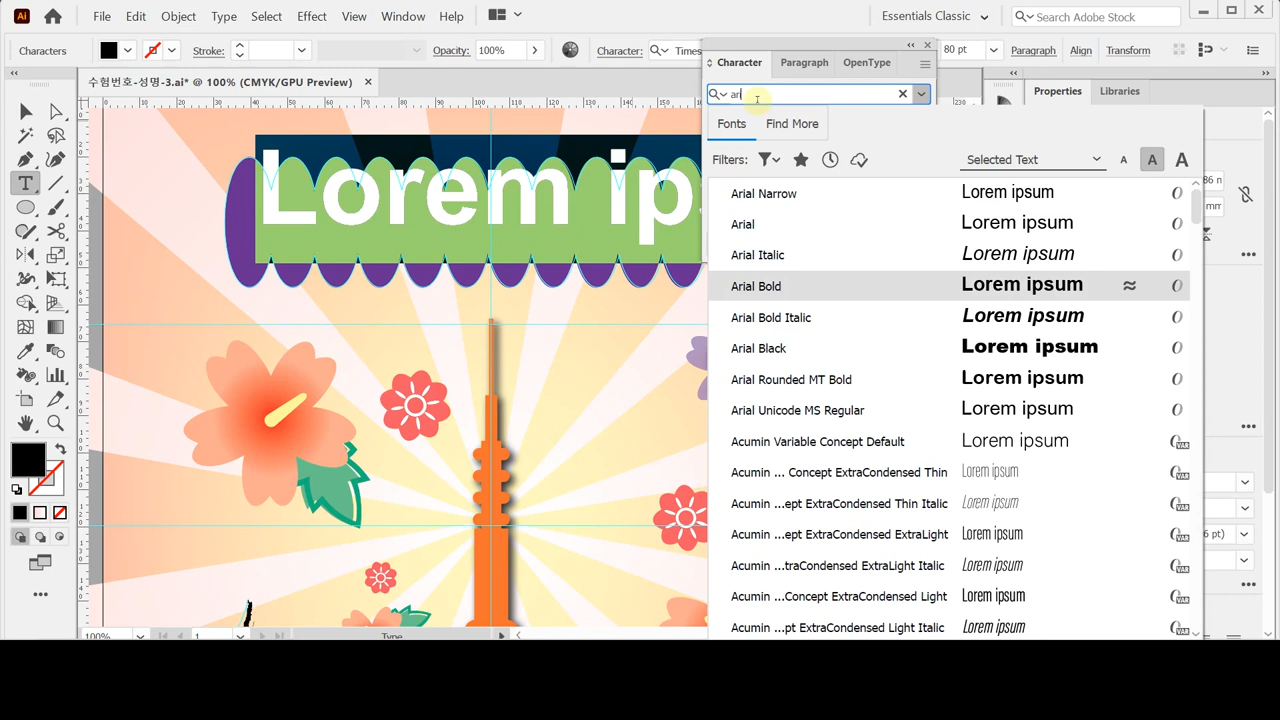 Ai File Edit Object Type Select Effect View Window Help Essentials Classic Search Adobe Stock
Characters Stroke: Opacity: 100% Character: Times 80 pt Paragraph Align Transform
수험번호-성명-3.ai* @ 100% (CMYK/GPU Preview)
Character Paragraph OpenType
Properties Libraries
ari
Fonts Find More
Filters: Selected Text A A A
Lorem ip
Arial Narrow Lorem ipsum
Arial Lorem ipsum
Arial Italic Lorem ipsum
Arial Bold Lorem ipsum
Arial Bold Italic Lorem ipsum
Arial Black Lorem ipsum
Arial Rounded MT Bold Lorem ipsum
Arial Unicode MS Regular Lorem ipsum
Acumin Variable Concept Default Lorem ipsum
Acumin ... Concept ExtraCondensed Thin Lorem ipsum
Acumin ...ept ExtraCondensed Thin Italic Lorem ipsum
Acumin ...ept ExtraCondensed ExtraLight Lorem ipsum
Acumin ...traCondensed ExtraLight Italic Lorem ipsum
Acumin ...Concept ExtraCondensed Light Lorem ipsum
Acumin ...pt ExtraCondensed Light Italic Lorem ipsum
100% 1 Type